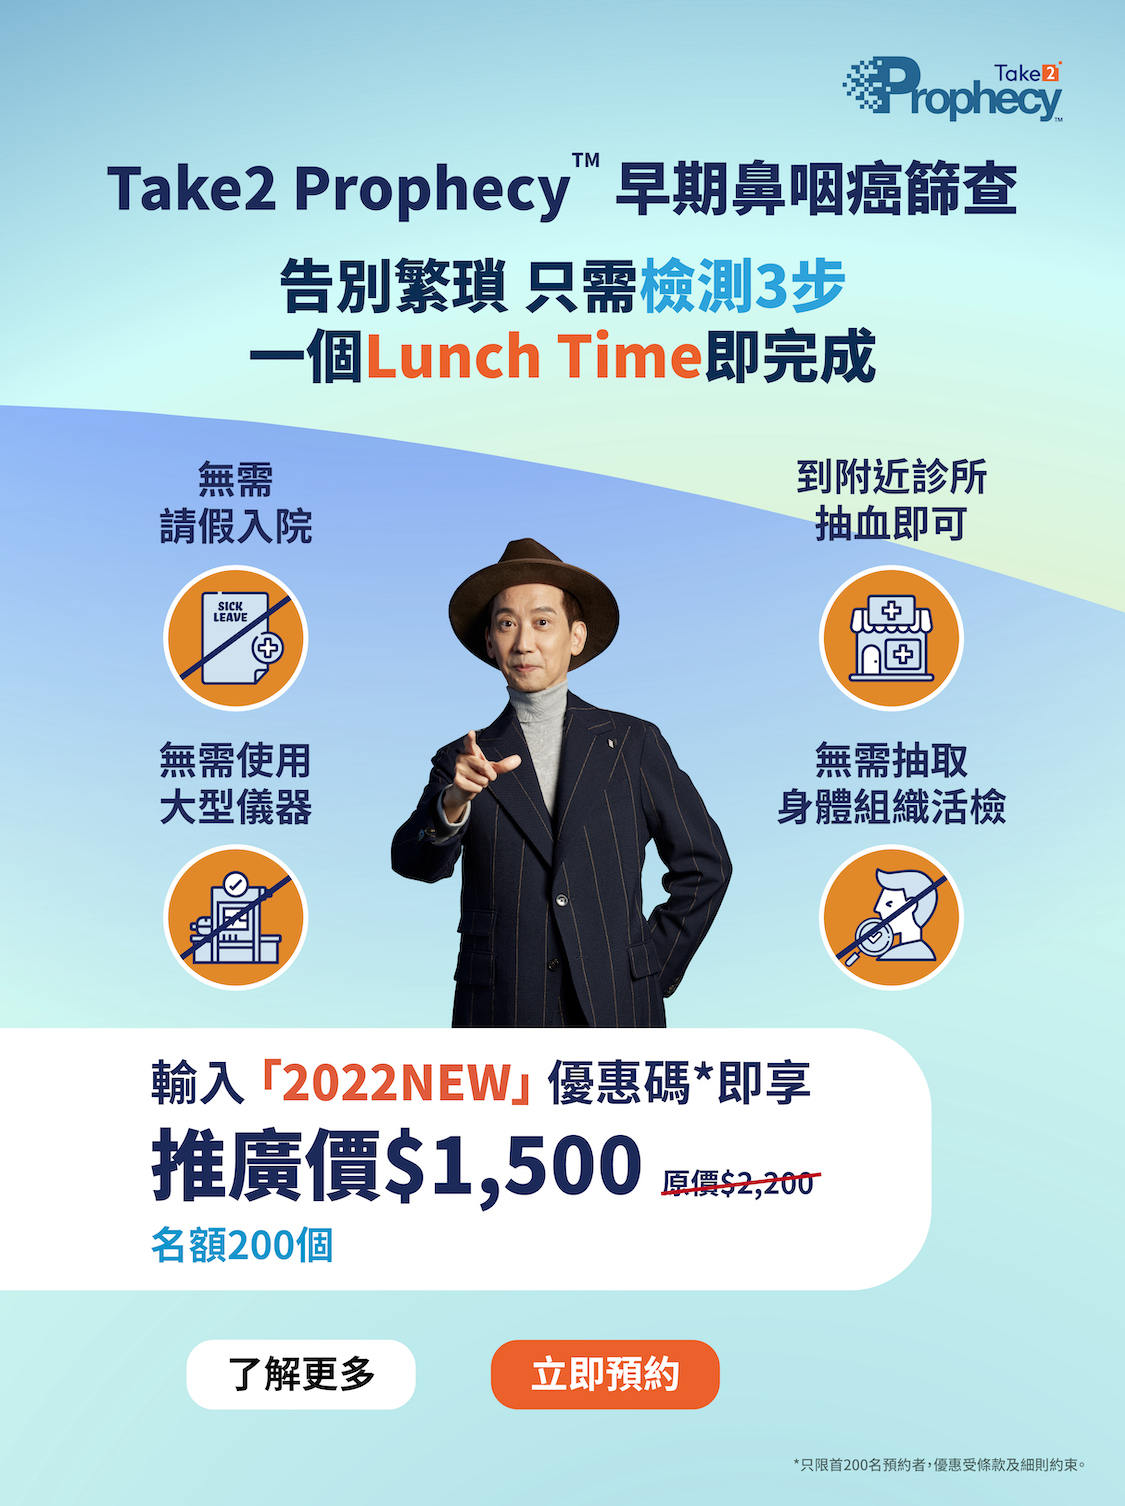 Take2
Prophecy™
Take2 Prophecy™ 早期鼻咽癌篩查
告別繁瑣 只需檢測3步
一個Lunch Time即完成
無需
請假入院
SICK
LEAVE
到附近診所
抽血即可
無需使用
大型儀器
無需抽取
身體組織活檢
輸入「2022NEW」優惠碼*即享
推廣價$1,500 原價$2,200
名額200個
了解更多
立即預約
*只限首200名預約者，優惠受條款及細則約束。